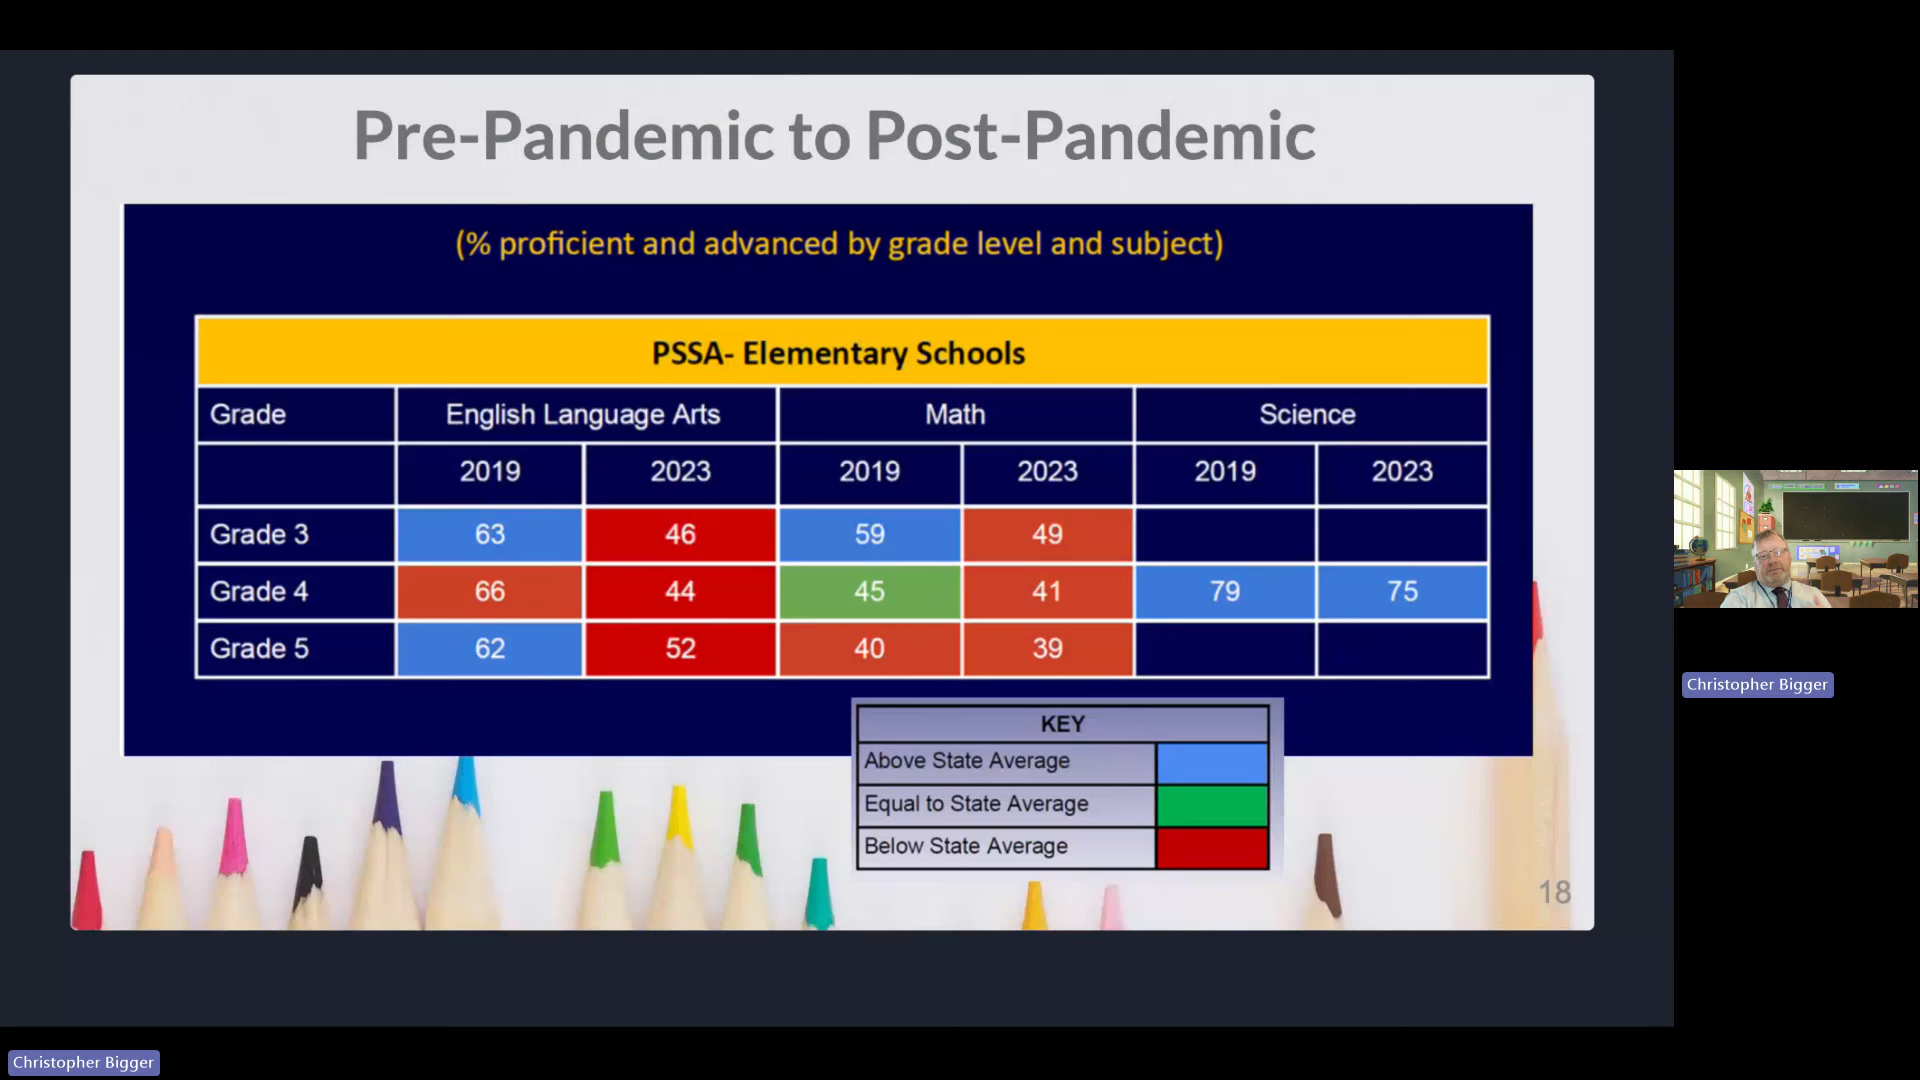 Pre-Pandemic to Post-Pandemic
(% proficient and advanced by grade level and subject)
PSSA- Elementary Schools
Grade English Language Arts Math Science
2019 2023 2019 2023 2019 2023
Grade 3 63 46 59 49
Grade 4 66 44 45 41 79 75
Grade 5 62 52 40 39
KEY
Above State Average
Equal to State Average
Below State Average
18
Christopher Bigger
Christopher Bigger